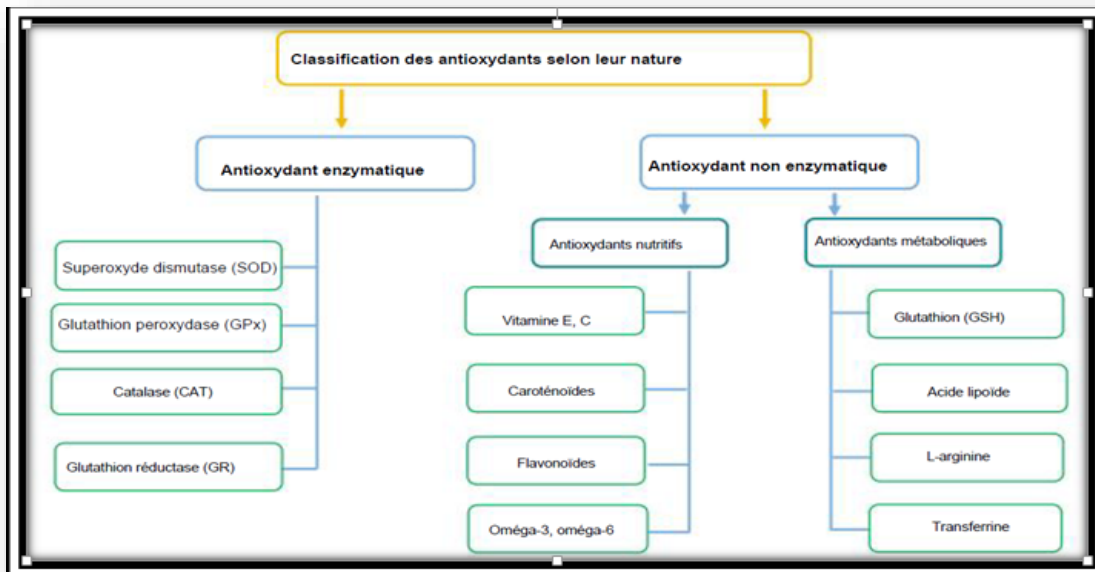 Classification des antioxydants selon leur nature
Antioxydant enzymatique
Superoxyde dismutase (SOD)
Glutathion peroxydase (GPx)
Catalase (CAT)
Glutathion réductase (GR)
Antioxydant non enzymatique
Antioxydants nutritifs
Vitamine E, C
Caroténoïdes
Flavonoïdes
Oméga-3, oméga-6
Antioxydants métaboliques
Glutathion (GSH)
Acide lipoïde
L-arginine
Transferrine